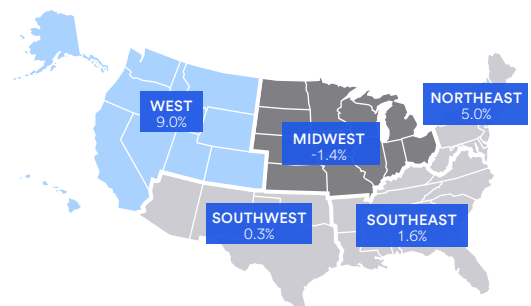 WEST
9.0%
NORTHEAST
5.0%
MIDWEST
-1.4%
SOUTHWEST
0.3%
SOUTHEAST
1.6%